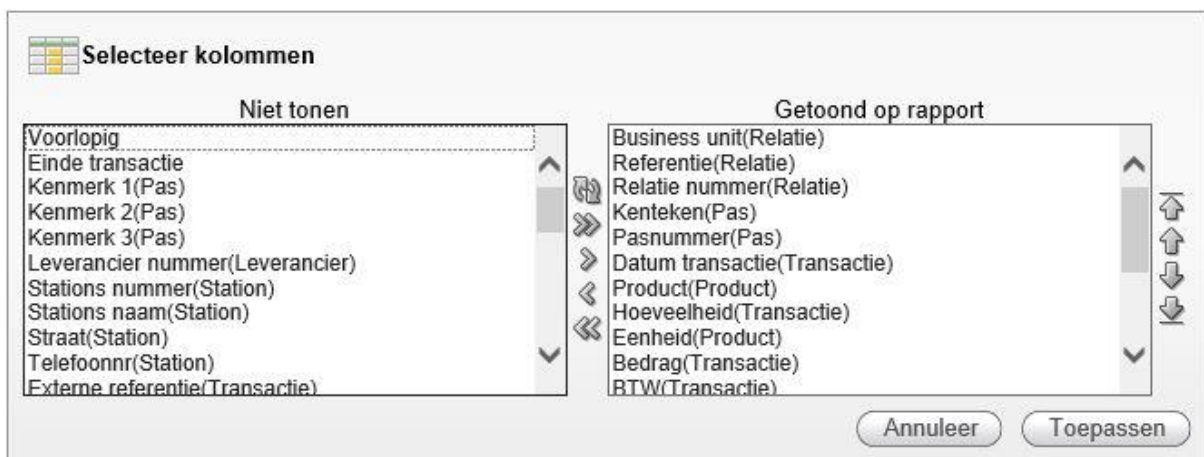 Selecteer kolommen
Niet tonen
Voorlopig
Einde transactie
Kenmerk 1(Pas)
Kenmerk 2(Pas)
Kenmerk 3(Pas)
Leverancier nummer(Leverancier)
Stations nummer(Station)
Stations naam(Station)
Straat(Station)
Telefoonnr(Station)
Externe referentie(Transactie)
Getoond op rapport
Business unit(Relatie)
Referentie(Relatie)
Relatie nummer(Relatie)
Kenteken(Pas)
Pasnummer(Pas)
Datum transactie(Transactie)
Product(Product)
Hoeveelheid(Transactie)
Eenheid(Product)
Bedrag(Transactie)
BTW(Transactie)
Annuleer
Toepassen